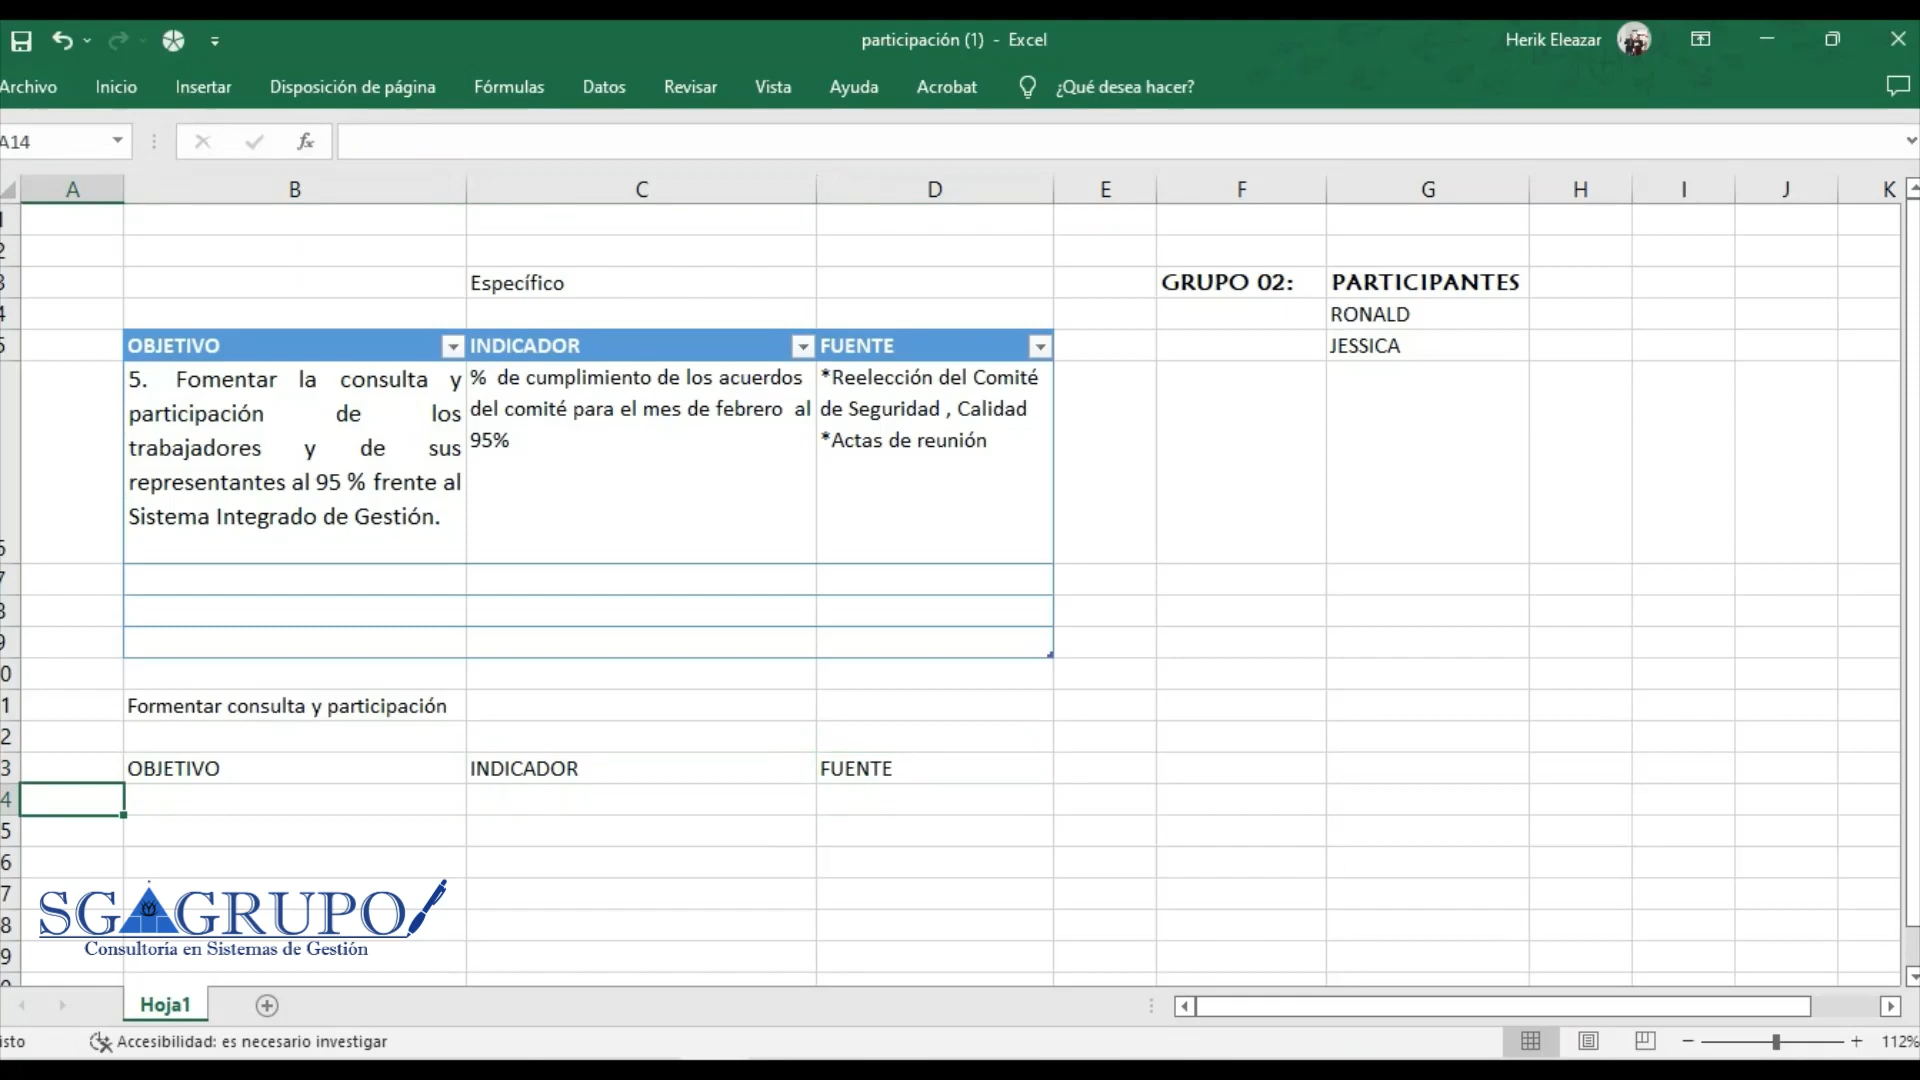 participación (1) - Excel
Herik Eleazar
Archivo Inicio Insertar Disposición de página Fórmulas Datos Revisar Vista Ayuda Acrobat ¿Qué desea hacer?
A14
fx
A B C D E F G H I J K
Específico
GRUPO 02: PARTICIPANTES
RONALD
JESSICA
OBJETIVO INDICADOR FUENTE
5. Fomentar la consulta y
participación de los
trabajadores y de sus
representantes al 95 % frente al
Sistema Integrado de Gestión.
% de cumplimiento de los acuerdos
del comité para el mes de febrero al
95%
*Reelección del Comité
de Seguridad , Calidad
*Actas de reunión
Formentar consulta y participación
OBJETIVO INDICADOR FUENTE
SGAGRUPO
Consultoría en Sistemas de Gestión
Hoja1
Accesibilidad: es necesario investigar
112%